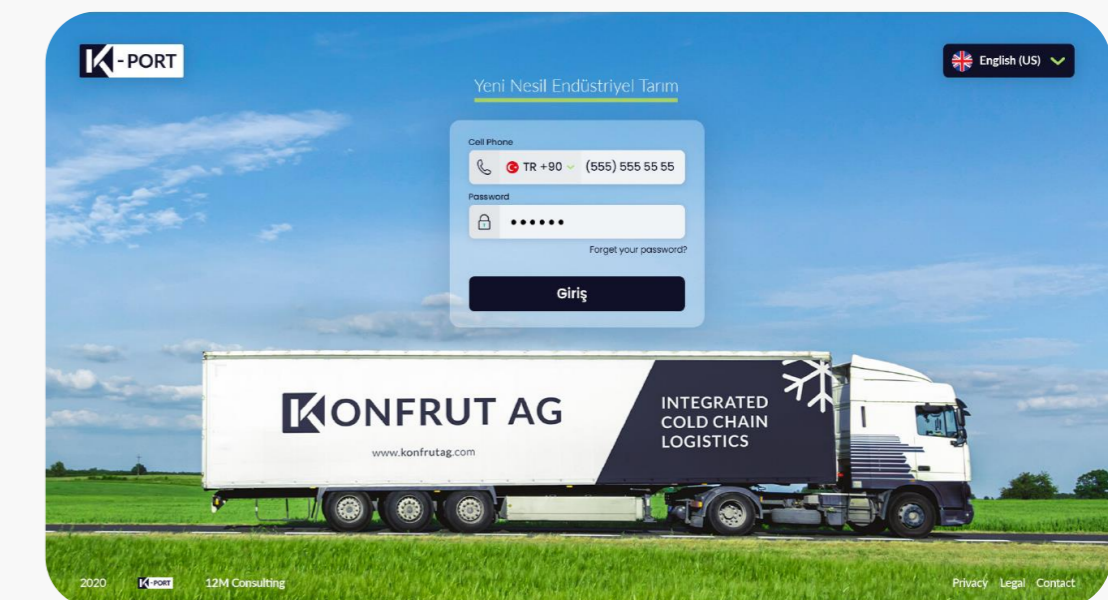 K-PORT
English (US)
Yeni Nesil Endüstriyel Tarım
Cell Phone
TR +90 (555) 555 55 55
Password
••••••
Forget your password?
Giriş
KONFRUT AG
www.konfrutag.com
INTEGRATED
COLD CHAIN
LOGISTICS
2020 K-PORT 12M Consulting
Privacy Legal Contact